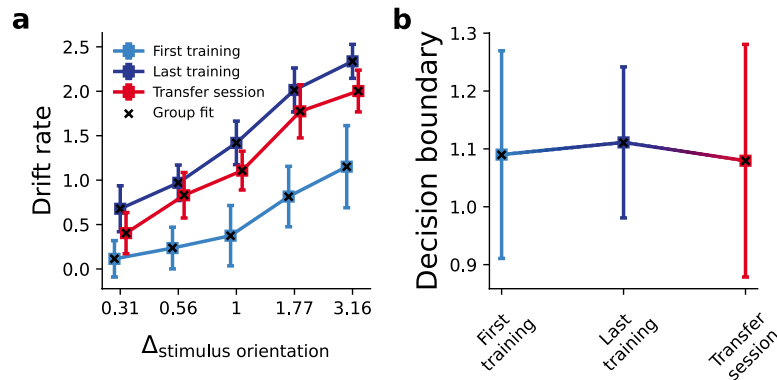 a
b
First training
Last training
Transfer session
Group fit
Drift rate
2.5
2.0
1.5
1.0
0.5
0.0
0.31
0.56
1
1.77
3.16
Δstimulus orientation
Decision boundary
1.3
1.2
1.1
1.0
0.9
First
training
Last
training
Transfer
session